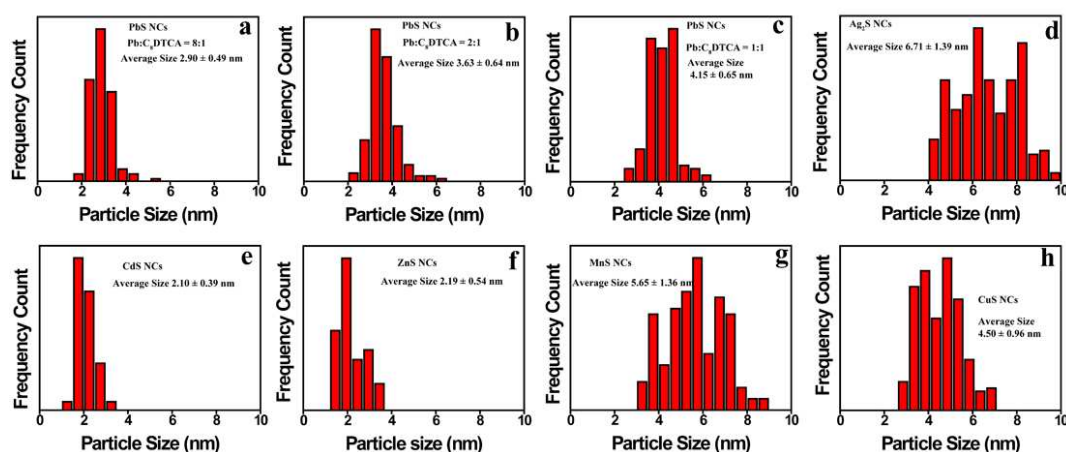 a
PbS NCs
Pb:C₈DTCA = 8:1
Average Size 2.90 ± 0.49 nm
Frequency Count
0 2 4 6 8 10
Particle Size (nm)
b
PbS NCs
Pb:C₈DTCA = 2:1
Average Size 3.63 ± 0.64 nm
Frequency Count
0 2 4 6 8 10
Particle Size (nm)
c
PbS NCs
Pb:C₈DTCA = 1:1
Average Size
4.15 ± 0.65 nm
Frequency Count
0 2 4 6 8 10
Particle Size (nm)
d
Ag₂S NCs
Average Size 6.71 ± 1.39 nm
Frequency Count
0 2 4 6 8 10
Particle Size (nm)
e
CdS NCs
Average Size 2.10 ± 0.39 nm
Frequency Count
0 2 4 6 8 10
Particle Size (nm)
f
ZnS NCs
Average Size 2.19 ± 0.54 nm
Frequency Count
0 2 4 6 8 10
Particle size (nm)
g
MnS NCs
Average Size 5.65 ± 1.36 nm
Frequency Count
0 2 4 6 8 10
Particle Size (nm)
h
CuS NCs
Average Size
4.50 ± 0.96 nm
Frequency Count
0 2 4 6 8 10
Particle Size (nm)